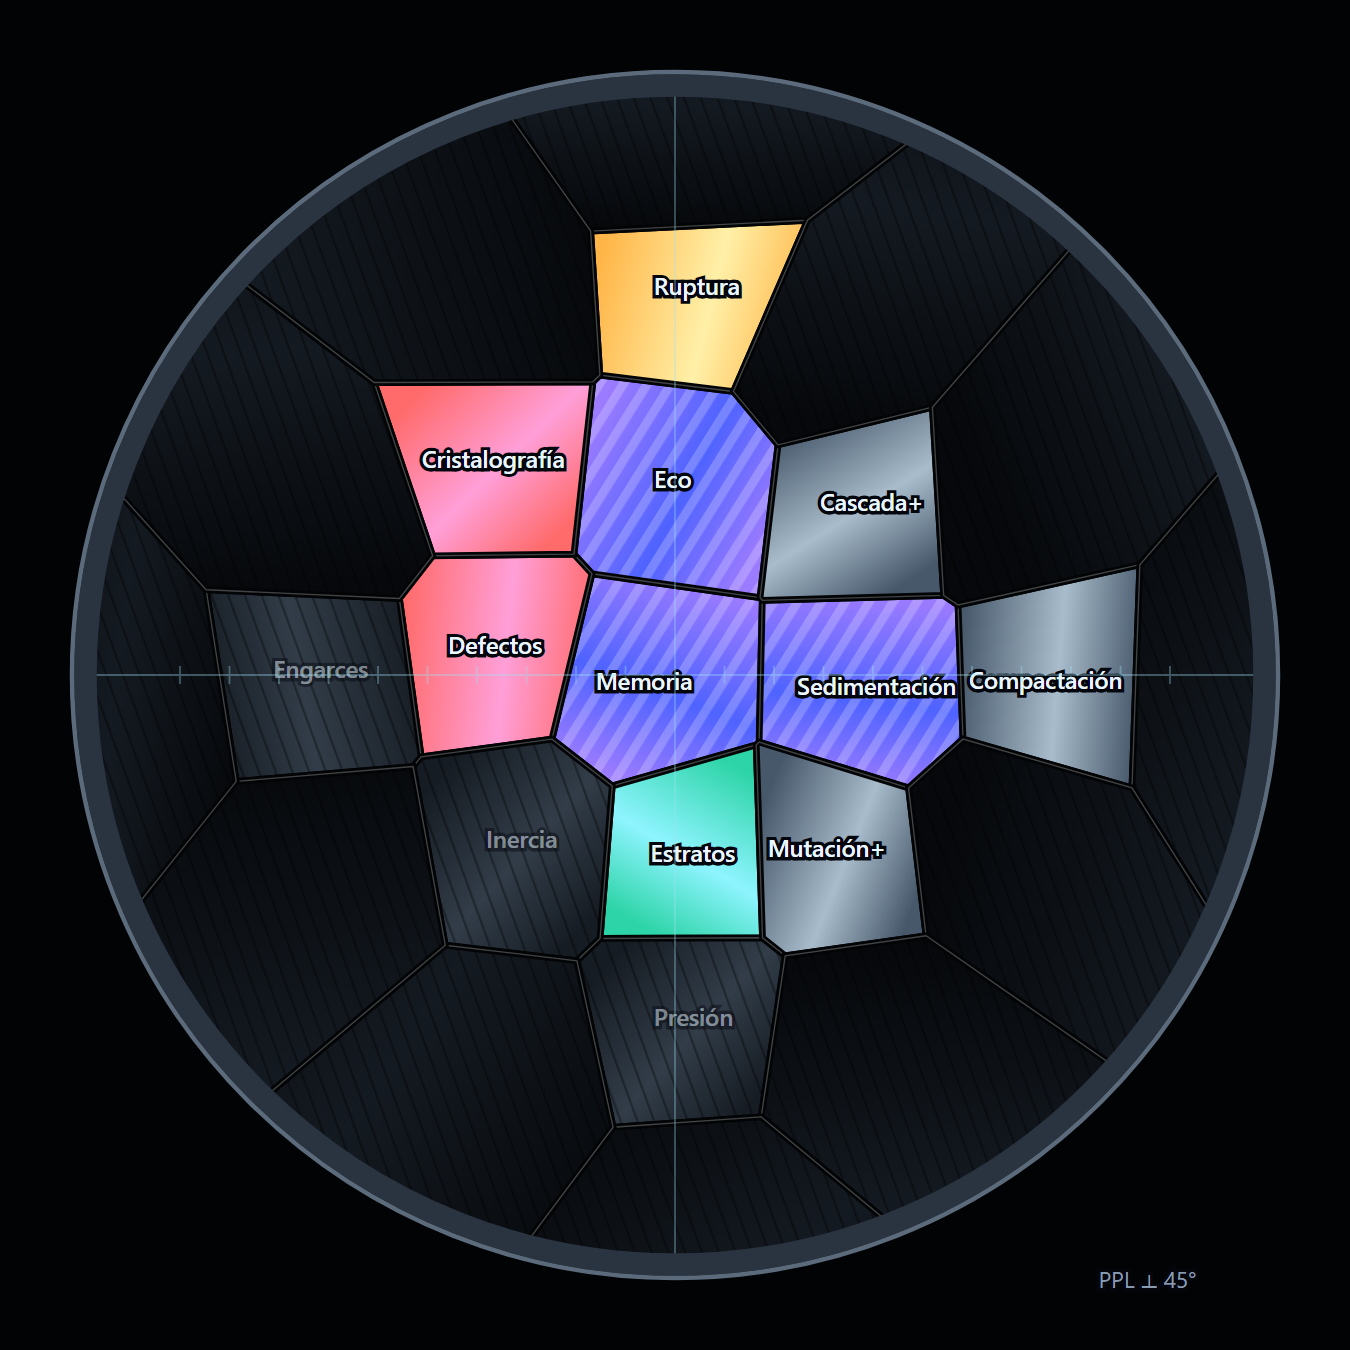 Ruptura
Cristalografía
Eco
Cascada+
Defectos
Engarces
Memoria
Sedimentación
Compactación
Inercia
Estratos
Mutación+
Presión
PPL ⊥ 45°